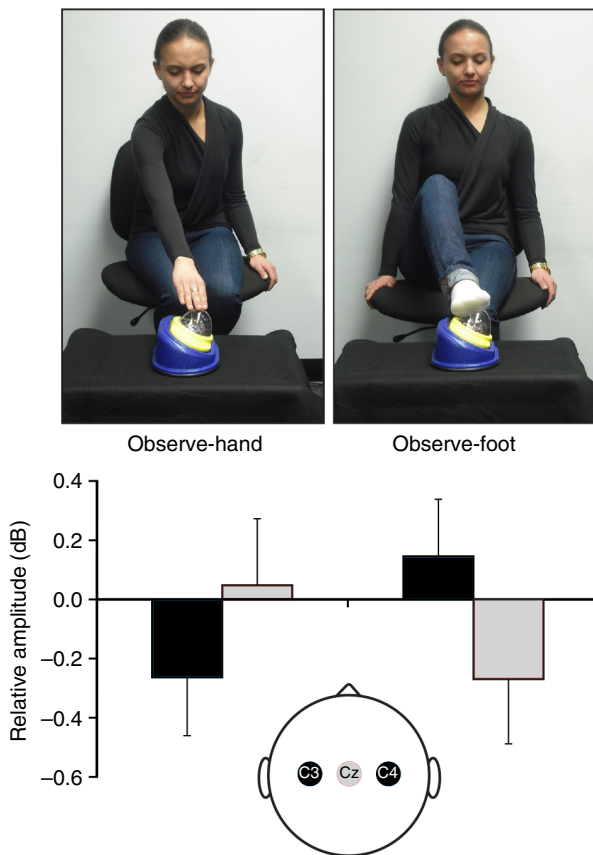 Observe-hand
Observe-foot
Relative amplitude (dB)
0.4
0.2
0.0
–0.2
–0.4
–0.6
C3
Cz
C4